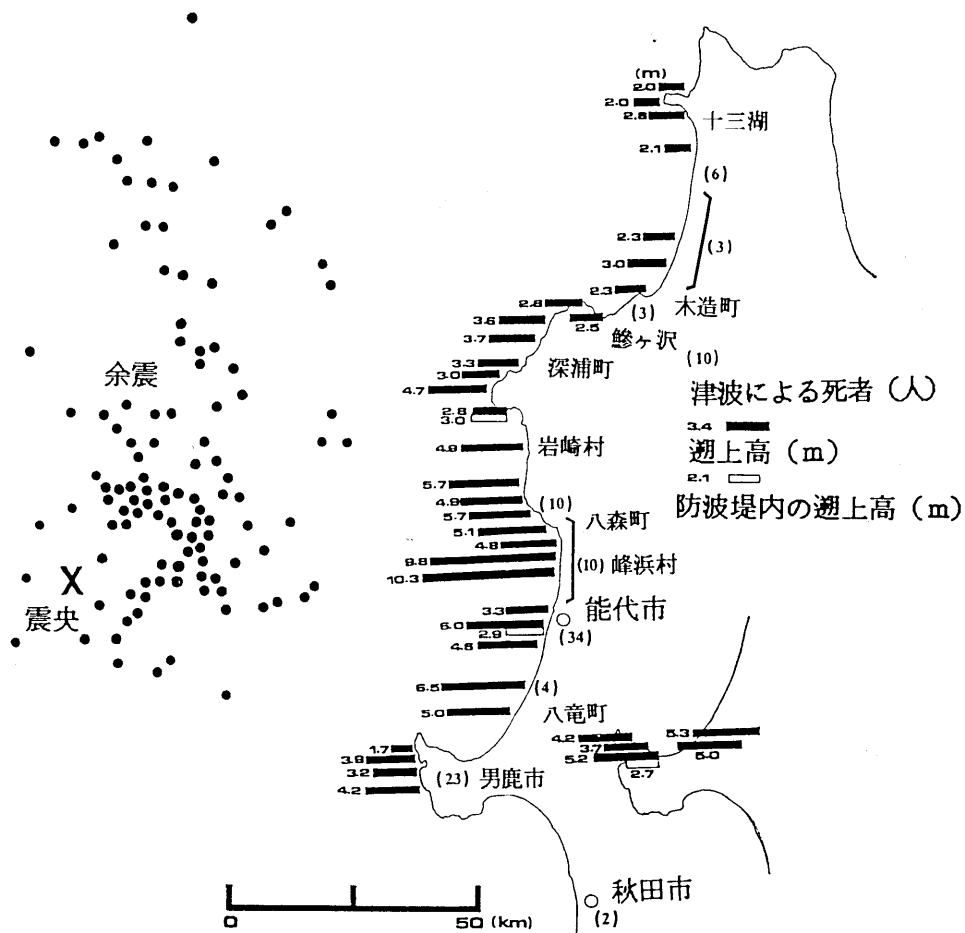 (m)
2.0
2.0
2.8
十三湖
2.1
(6)
2.3
(3)
3.0
2.3
木造町
2.8
(3)
3.6
2.5
鰺ヶ沢
3.7
(10)
余震
3.3
深浦町
3.0
津波による死者(人)
4.7
3.4
2.8
3.0
岩崎村
遡上高(m)
4.9
2.1
5.7
防波堤内の遡上高(m)
4.9
(10)
5.7
八森町
5.1
4.8
9.8
(10)
峰浜村
10.3
X
震央
3.3
能代市
6.0
2.9
(34)
4.6
6.5
(4)
5.0
八竜町
4.2
5.3
1.7
3.7
5.0
3.8
5.2
3.2
(23)
男鹿市
2.7
4.2
秋田市
0
50 (km)
(2)